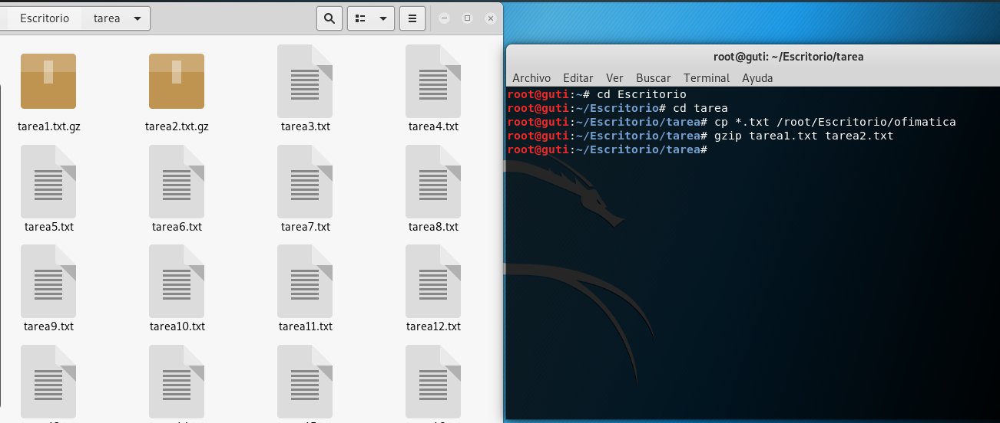 Escritorio tarea
tarea1.txt.gz tarea2.txt.gz tarea3.txt tarea4.txt
tarea5.txt tarea6.txt tarea7.txt tarea8.txt
tarea9.txt tarea10.txt tarea11.txt tarea12.txt
root@guti: ~/Escritorio/tarea
Archivo Editar Ver Buscar Terminal Ayuda
root@guti:~# cd Escritorio
root@guti:~/Escritorio# cd tarea
root@guti:~/Escritorio/tarea# cp *.txt /root/Escritorio/ofimatica
root@guti:~/Escritorio/tarea# gzip tarea1.txt tarea2.txt
root@guti:~/Escritorio/tarea#